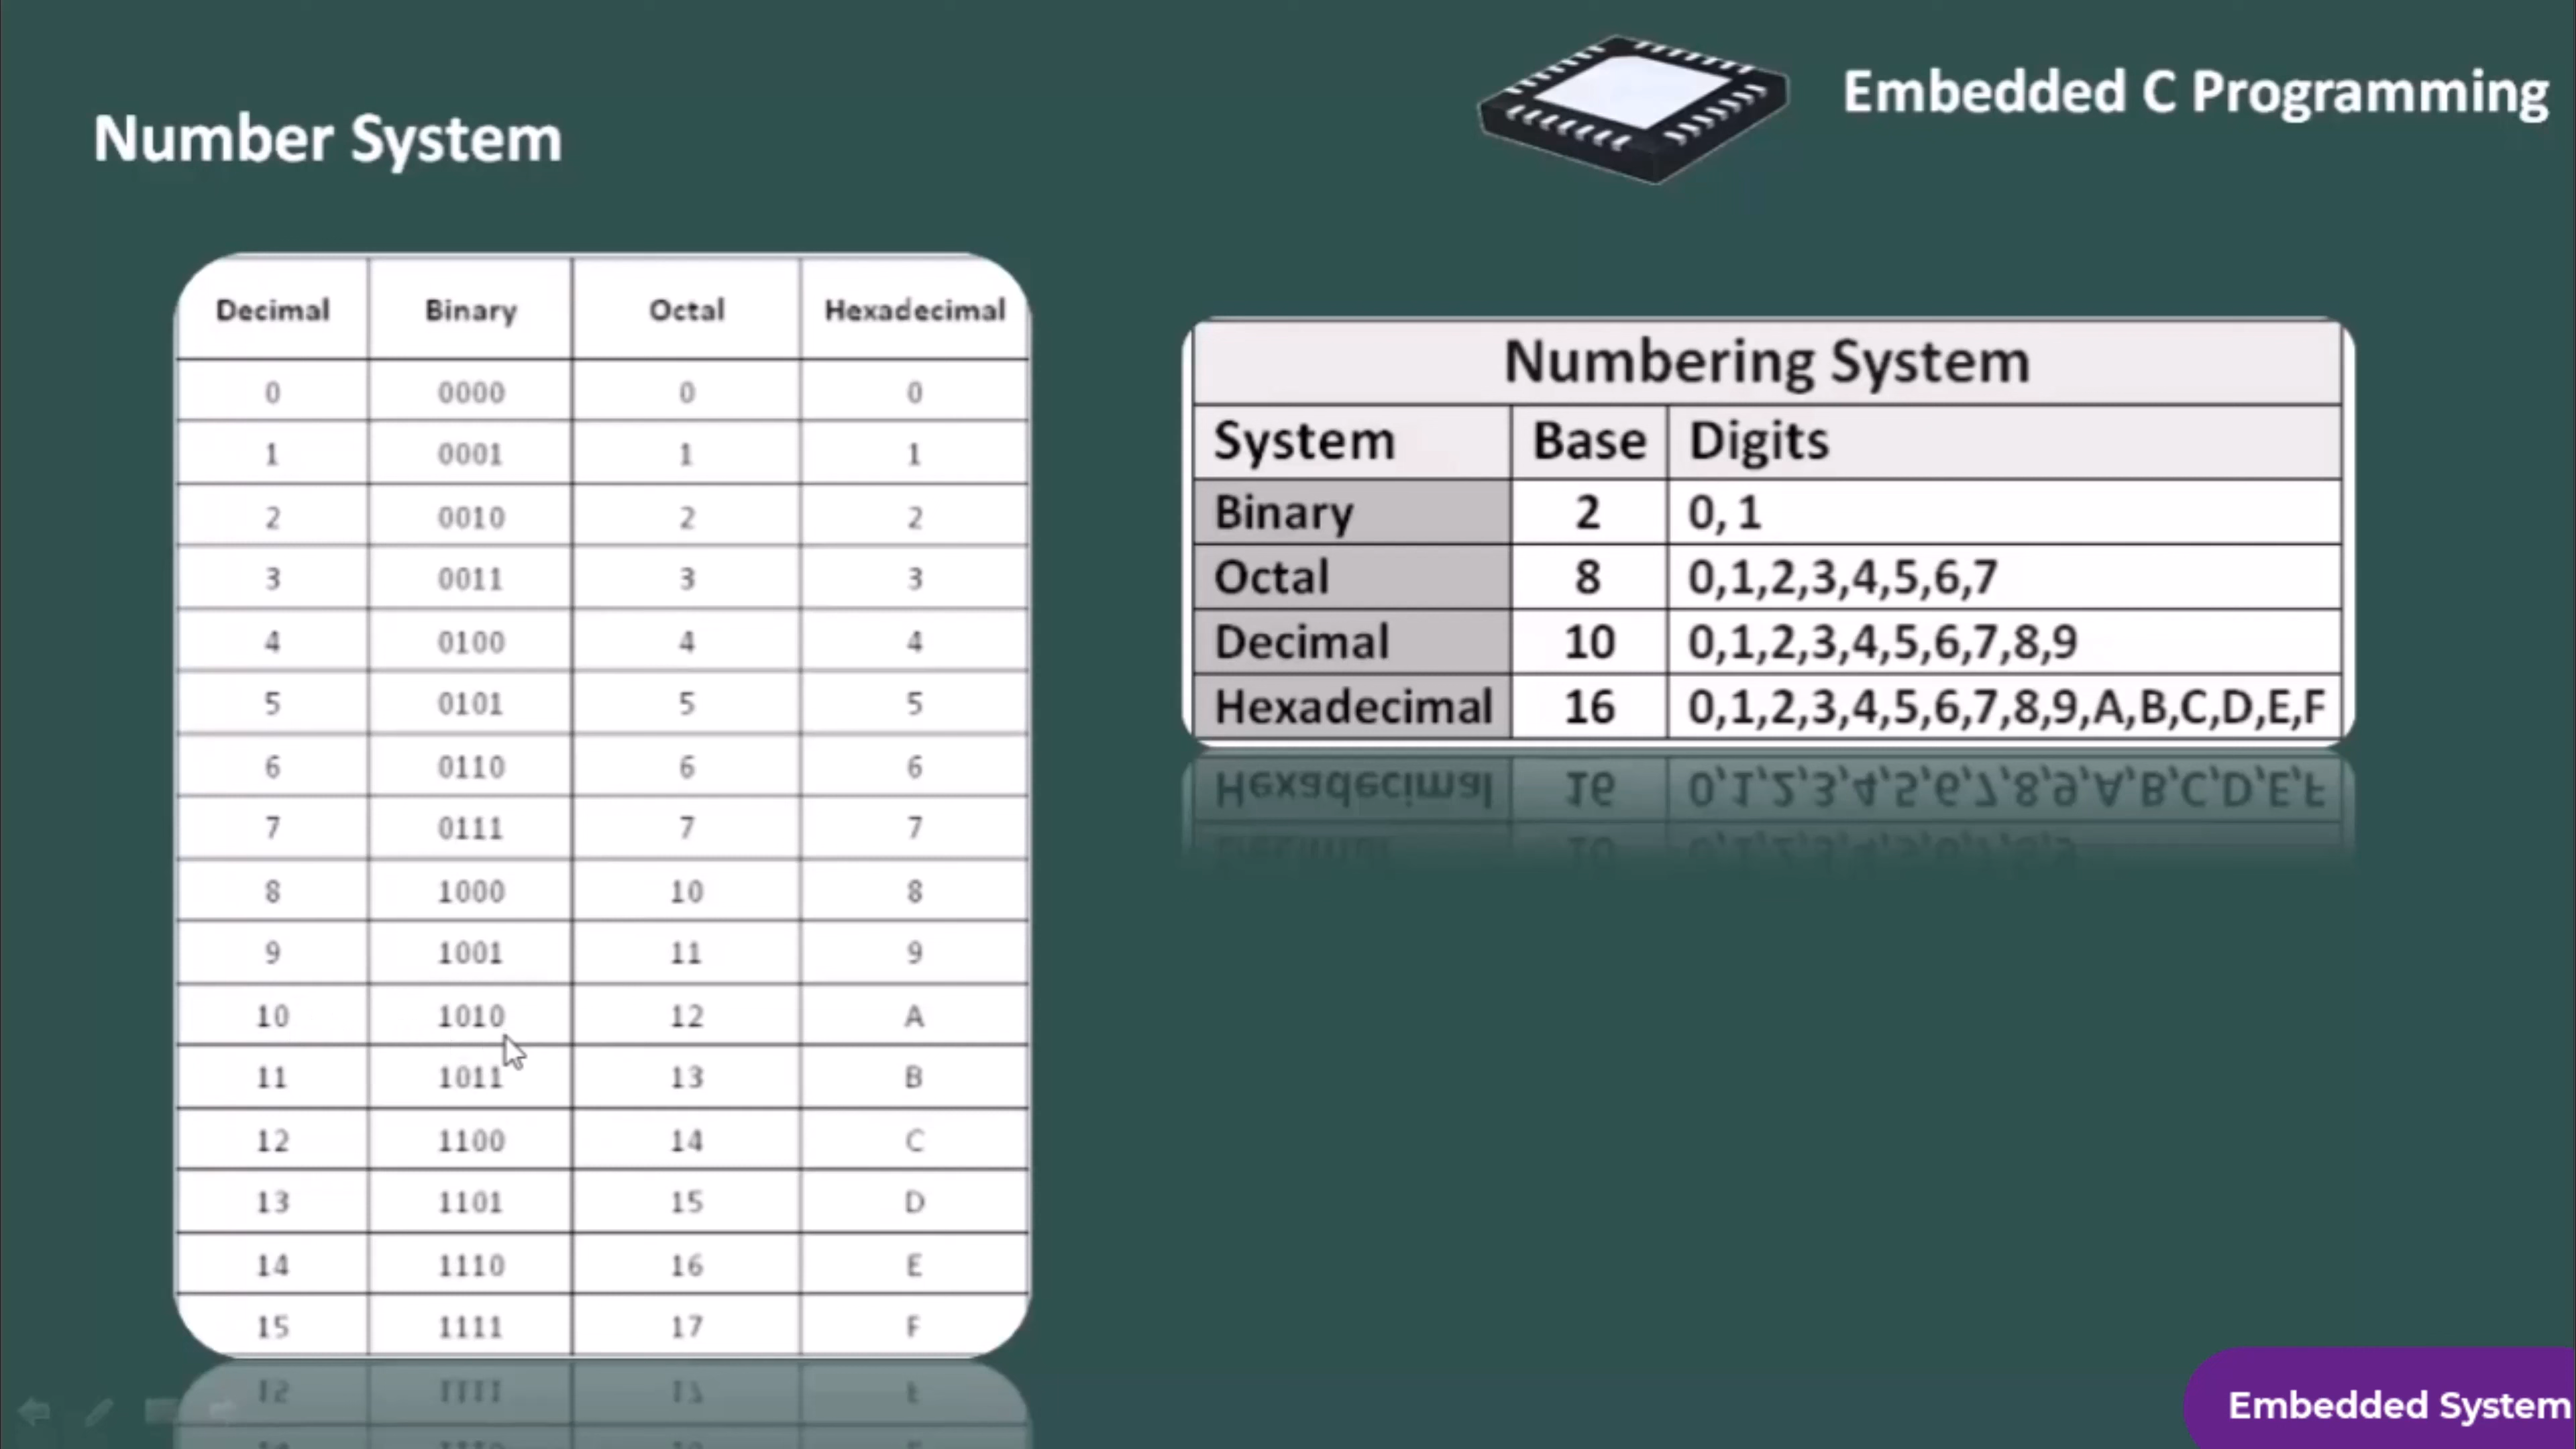 Embedded C Programming
Number System
Decimal Binary Octal Hexadecimal
0 0000 0 0
1 0001 1 1
2 0010 2 2
3 0011 3 3
4 0100 4 4
5 0101 5 5
6 0110 6 6
7 0111 7 7
8 1000 10 8
9 1001 11 9
10 1010 12 A
11 1011 13 B
12 1100 14 C
13 1101 15 D
14 1110 16 E
15 1111 17 F
Numbering System
System Base Digits
Binary 2 0, 1
Octal 8 0,1,2,3,4,5,6,7
Decimal 10 0,1,2,3,4,5,6,7,8,9
Hexadecimal 16 0,1,2,3,4,5,6,7,8,9,A,B,C,D,E,F
Embedded System